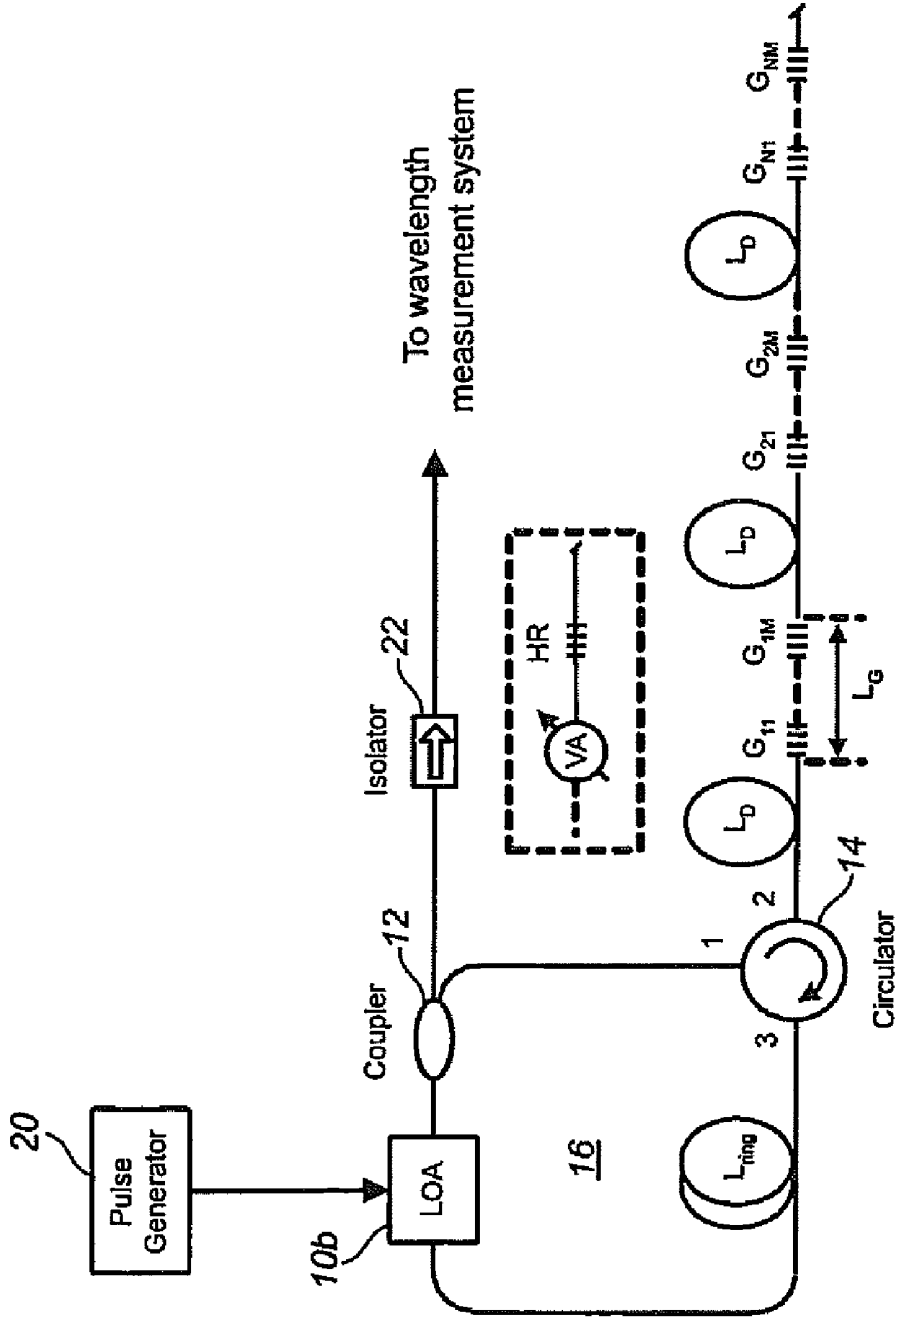 20
Pulse
Generator
10b
LOA
Coupler
12
Isolator
22
To wavelength
measurement system
16
HR
VA
L_ring
3
1
2
14
Circulator
L_D
G_11
G_1M
L_G
L_D
G_21
G_2M
L_D
G_N1
G_NM